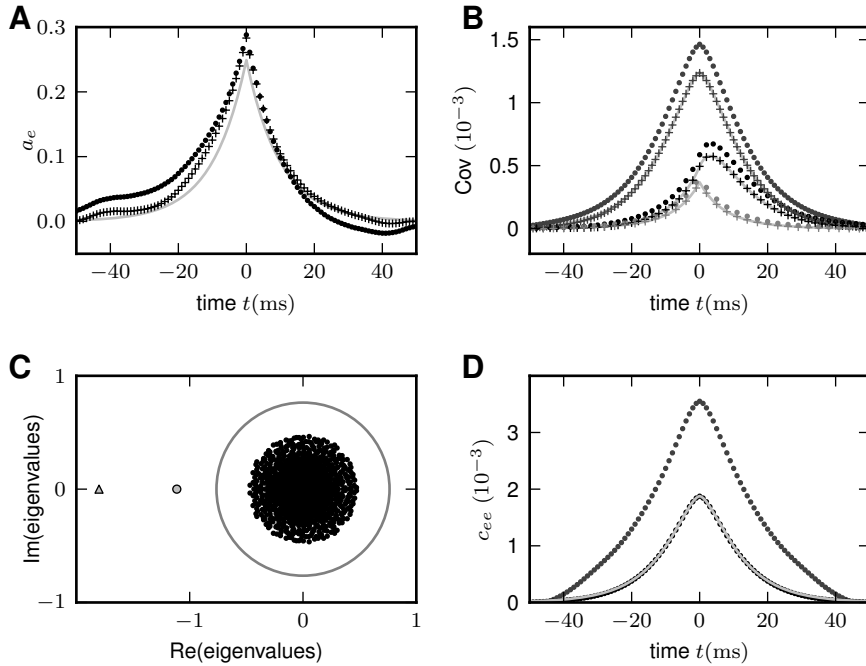 A
0.3
0.2
0.1
0.0
a_e
−40 −20 0 20 40
time t(ms)
B
1.5
1
0.5
0
Cov (10^{−3})
−40 −20 0 20 40
time t(ms)
C
1
0
−1
Im(eigenvalues)
−1 0 1
Re(eigenvalues)
D
3
2
1
0
c_{ee} (10^{−3})
−40 −20 0 20 40
time t(ms)